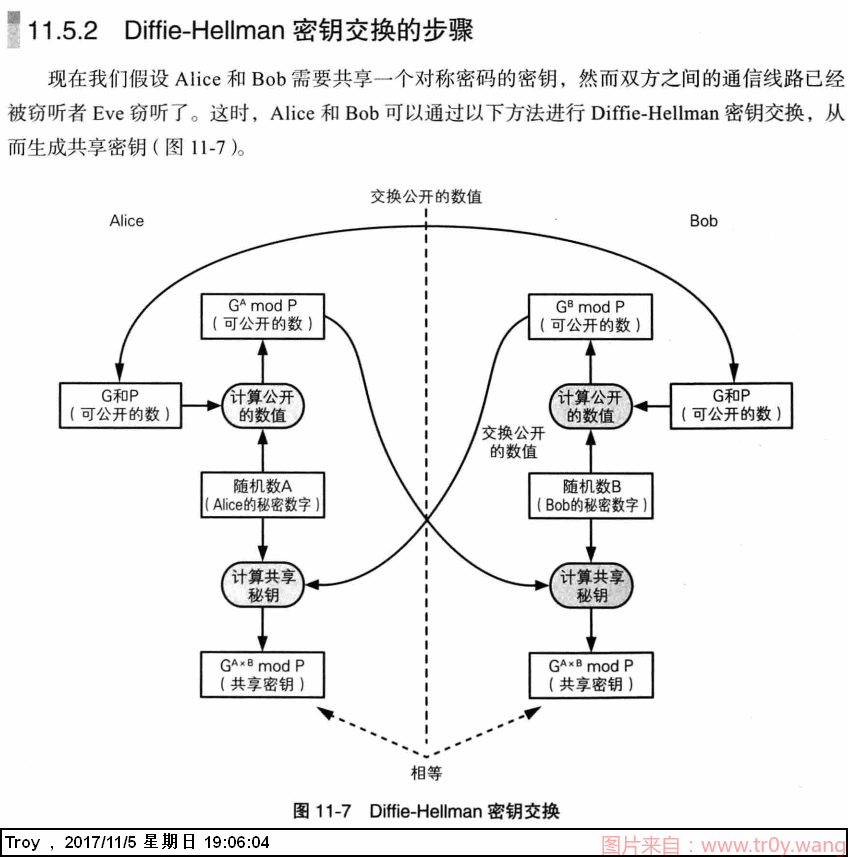 11.5.2 Diffie-Hellman 密钥交换的步骤
现在我们假设 Alice 和 Bob 需要共享一个对称密码的密钥，然而双方之间的通信线路已经
被窃听者 Eve 窃听了。这时，Alice 和 Bob 可以通过以下方法进行 Diffie-Hellman 密钥交换，从
而生成共享密钥（图 11-7）。
交换公开的数值
Alice
Bob
Gᴬ mod P
（可公开的数）
Gᴮ mod P
（可公开的数）
G和P
（可公开的数）
计算公开
的数值
计算公开
的数值
G和P
（可公开的数）
交换公开
的数值
随机数A
（Alice的秘密数字）
随机数B
（Bob的秘密数字）
计算共享
秘钥
计算共享
秘钥
Gᴬ×ᴮ mod P
（共享密钥）
Gᴬ×ᴮ mod P
（共享密钥）
相等
图 11-7 Diffie-Hellman 密钥交换
Troy , 2017/11/5 星期日 19:06:04
图片来自：www.tr0y.wang